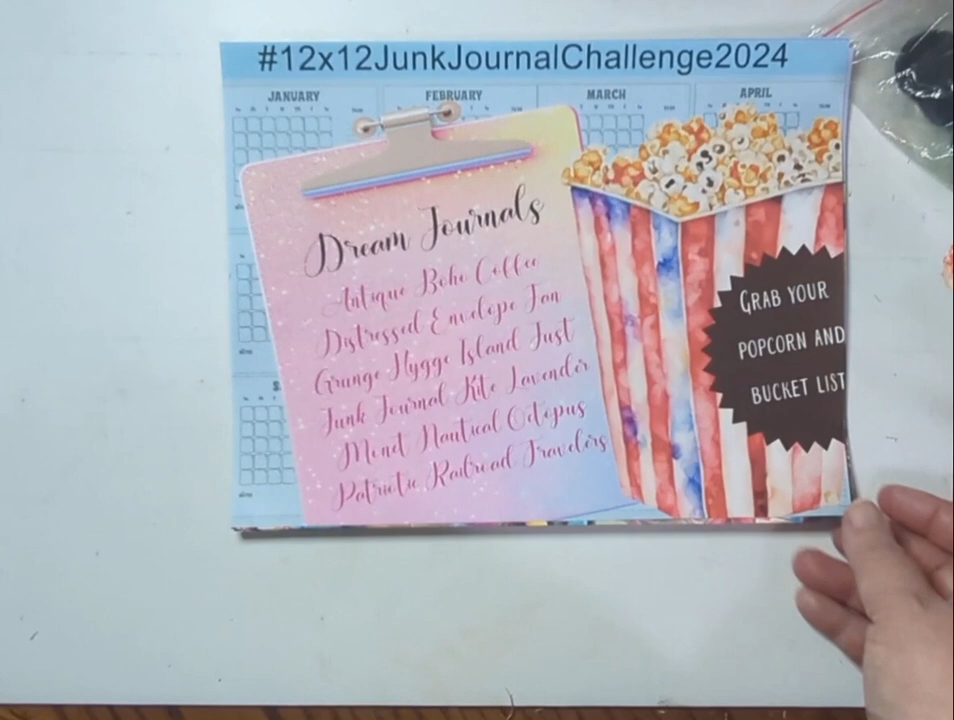 #12x12JunkJournalChallenge2024
JANUARY FEBRUARY MARCH APRIL
Dream Journals
Antique Boho Coffee
Distressed Envelope Fan
Grunge Hygge Island Just
Junk Journal Kite Lavender
Monet Nautical Octopus
Patriotic Railroad Travelers
GRAB YOUR
POPCORN AND
BUCKET LIST